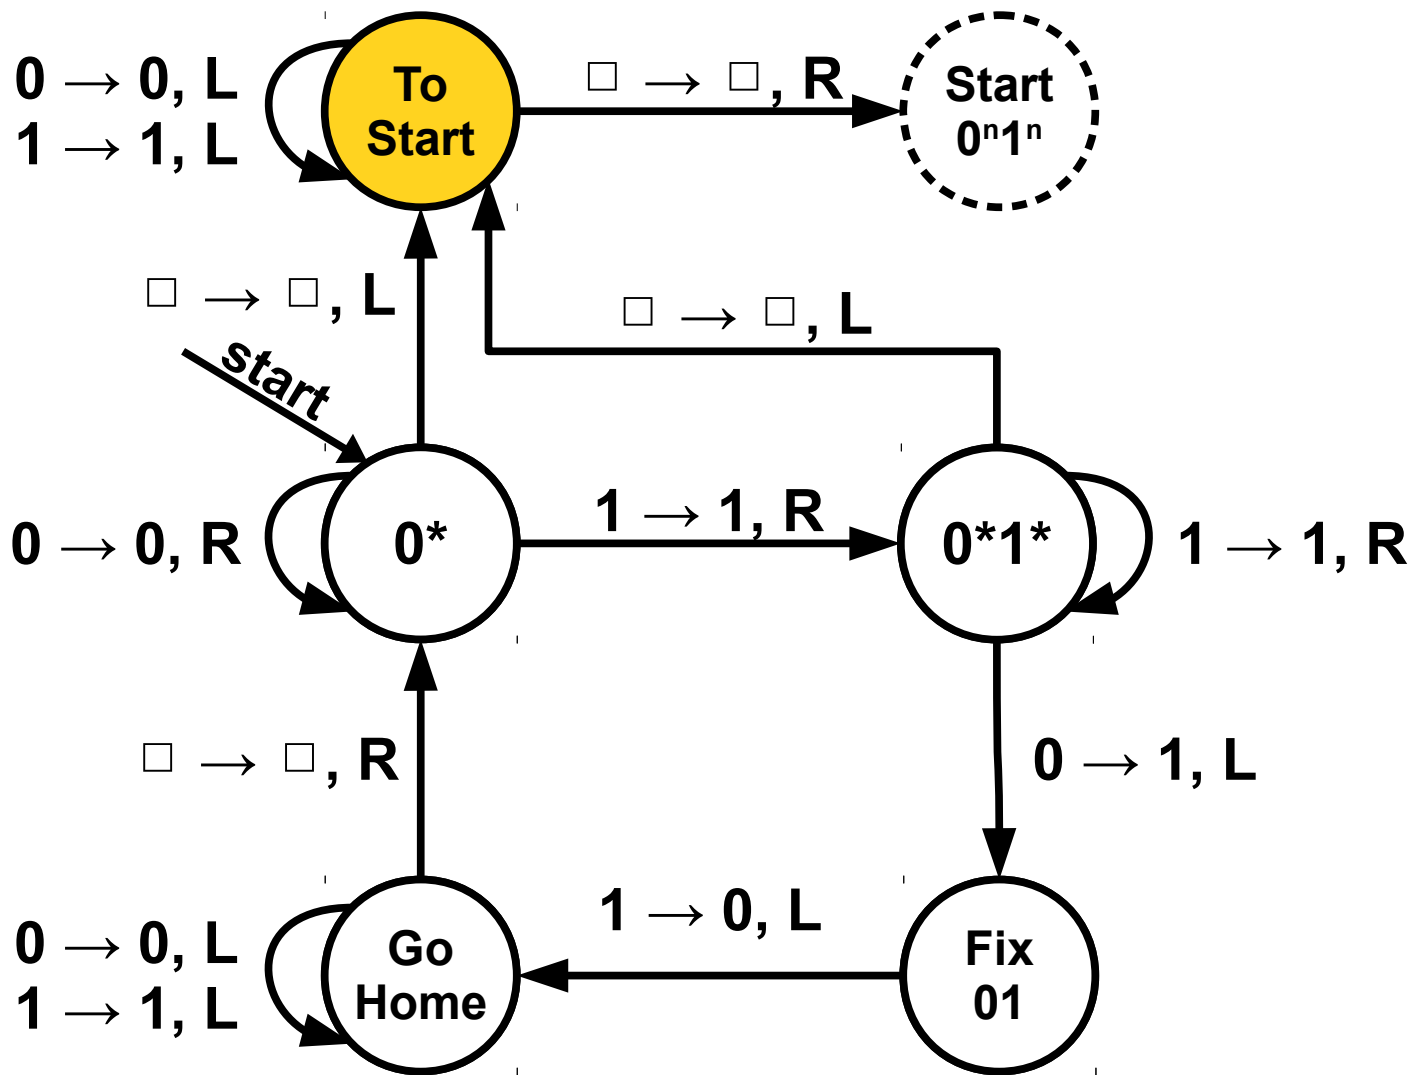 0 → 0, L
1 → 1, L
To
Start
□ → □, R
Start
0ⁿ1ⁿ
□ → □, L
□ → □, L
start
0 → 0, R
0*
1 → 1, R
0*1*
1 → 1, R
□ → □, R
0 → 1, L
0 → 0, L
1 → 1, L
Go
Home
1 → 0, L
Fix
01